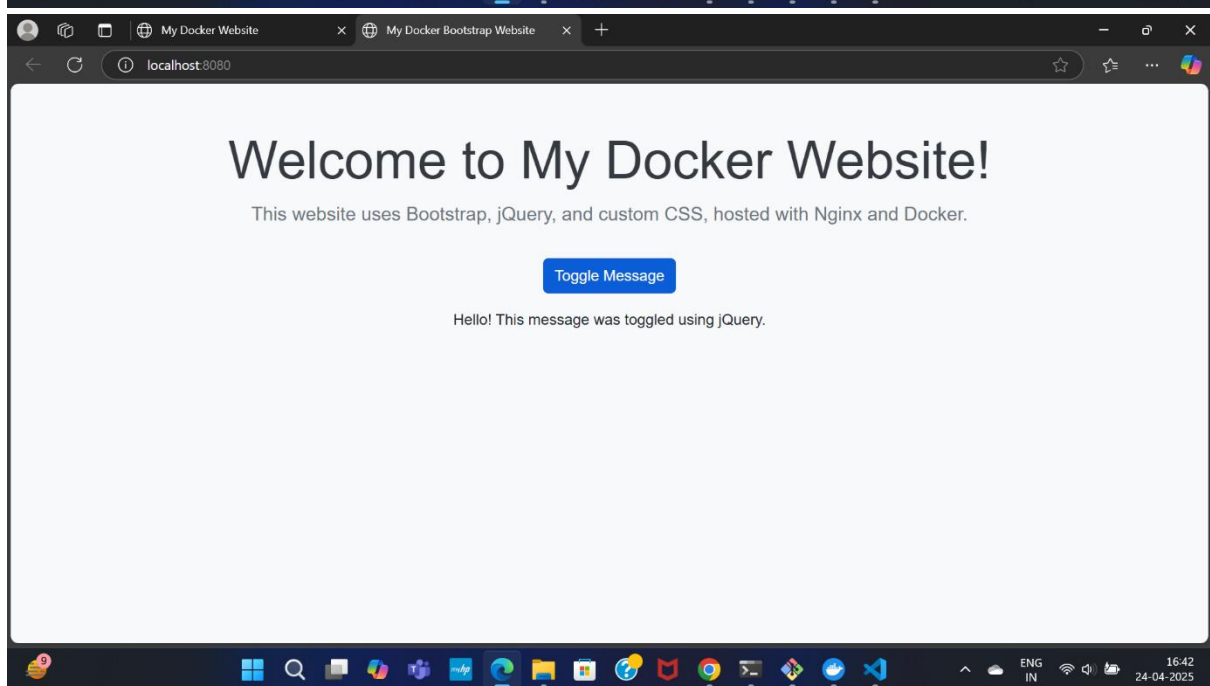 My Docker Website
My Docker Bootstrap Website
localhost:8080
Welcome to My Docker Website!
This website uses Bootstrap, jQuery, and custom CSS, hosted with Nginx and Docker.
Toggle Message
Hello! This message was toggled using jQuery.
9
myhp
ENG
IN
16:42
24-04-2025